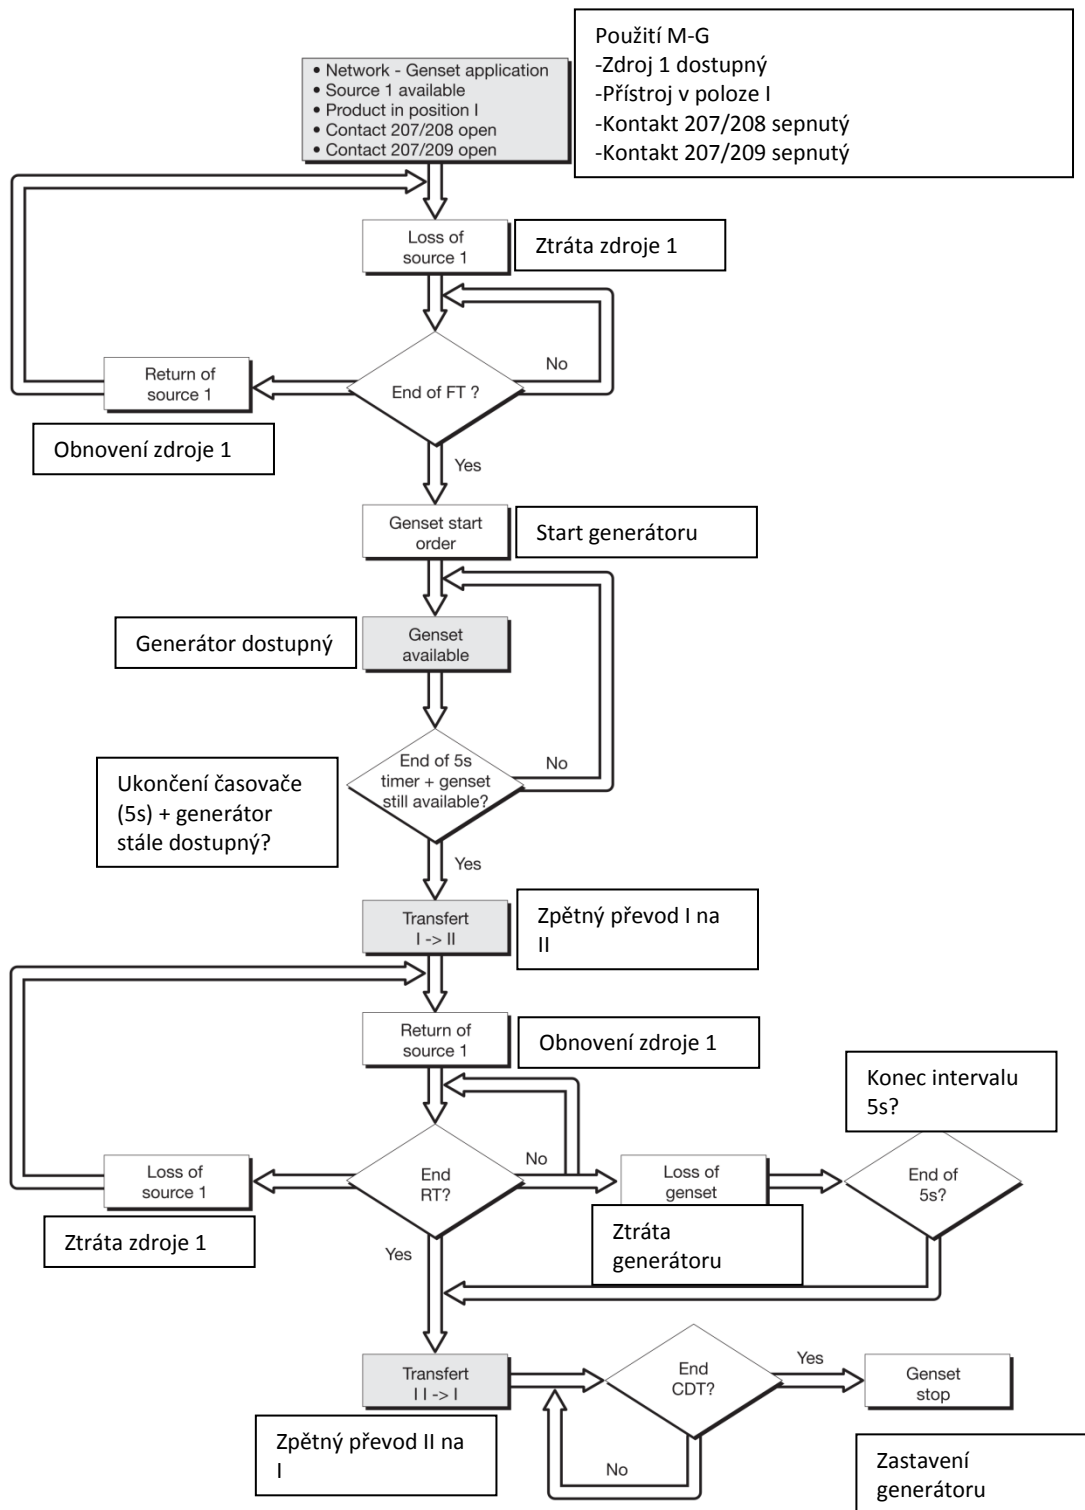 • Network - Genset application
• Source 1 available
• Product in position I
• Contact 207/208 open
• Contact 207/209 open
Použití M-G
-Zdroj 1 dostupný
-Přístroj v poloze I
-Kontakt 207/208 sepnutý
-Kontakt 207/209 sepnutý
Loss of
source 1
Ztráta zdroje 1
Return of
source 1
End of FT ?
No
Obnovení zdroje 1
Yes
Genset start
order
Start generátoru
Generátor dostupný
Genset
available
End of 5s
timer + genset
still available?
No
Ukončení časovače
(5s) + generátor
stále dostupný?
Yes
Transfert
I -> II
Zpětný převod I na
II
Return of
source 1
Obnovení zdroje 1
Konec intervalu
5s?
Loss of
source 1
End
RT?
No
Loss of
genset
End of
5s?
Ztráta zdroje 1
Ztráta
generátoru
Yes
Transfert
I I -> I
End
CDT?
Yes
Genset
stop
Zpětný převod II na
I
No
Zastavení
generátoru